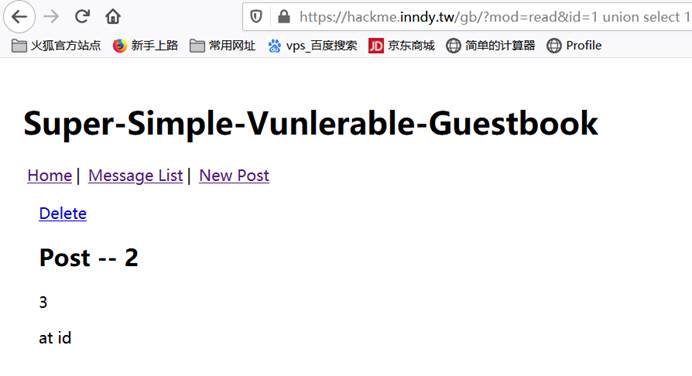 https://hackme.inndy.tw/gb/?mod=read&id=1 union select 1
火狐官方站点 新手上路 常用网址 vps_百度搜索 JD 京东商城 简单的计算器 Profile
Super-Simple-Vunlerable-Guestbook
Home | Message List | New Post
Delete
Post -- 2
3
at id